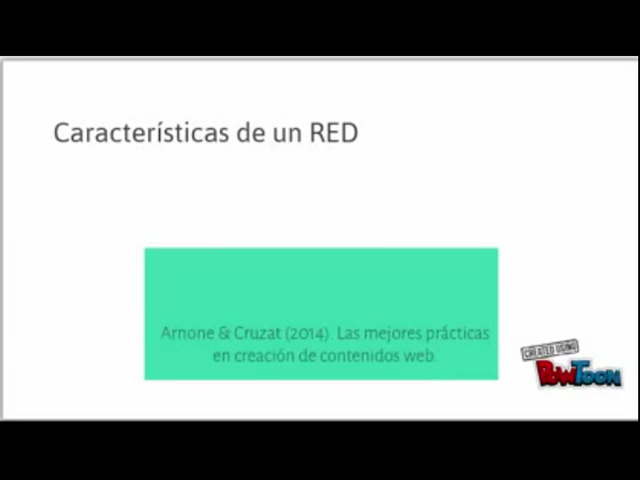 Características de un RED
Arnone & Cruzat (2014). Las mejores prácticas
en creación de contenidos web.
CREATED USING
PowToon